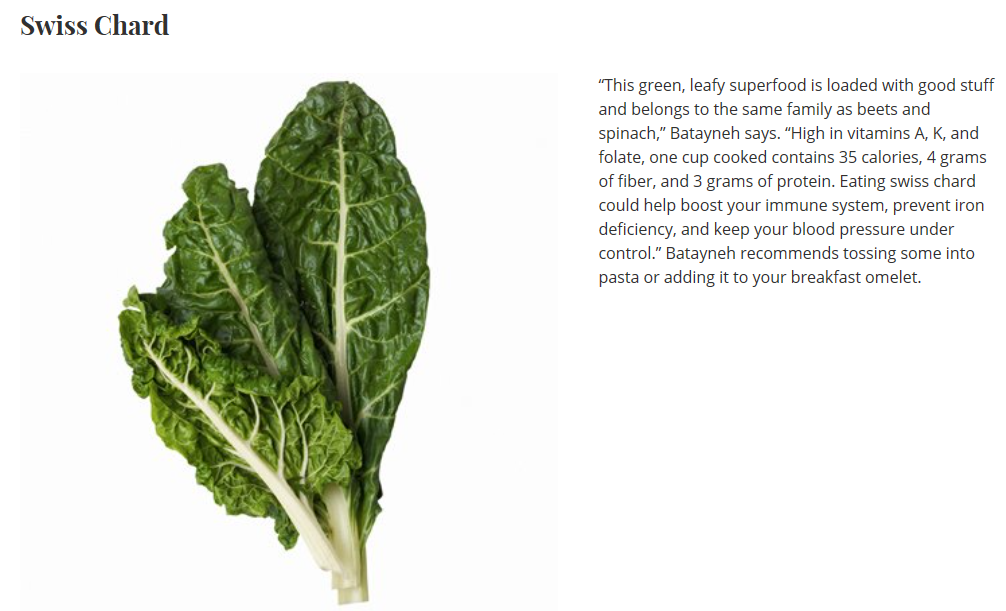 Swiss Chard
“This green, leafy superfood is loaded with good stuff
and belongs to the same family as beets and
spinach,” Batayneh says. “High in vitamins A, K, and
folate, one cup cooked contains 35 calories, 4 grams
of fiber, and 3 grams of protein. Eating swiss chard
could help boost your immune system, prevent iron
deficiency, and keep your blood pressure under
control.” Batayneh recommends tossing some into
pasta or adding it to your breakfast omelet.